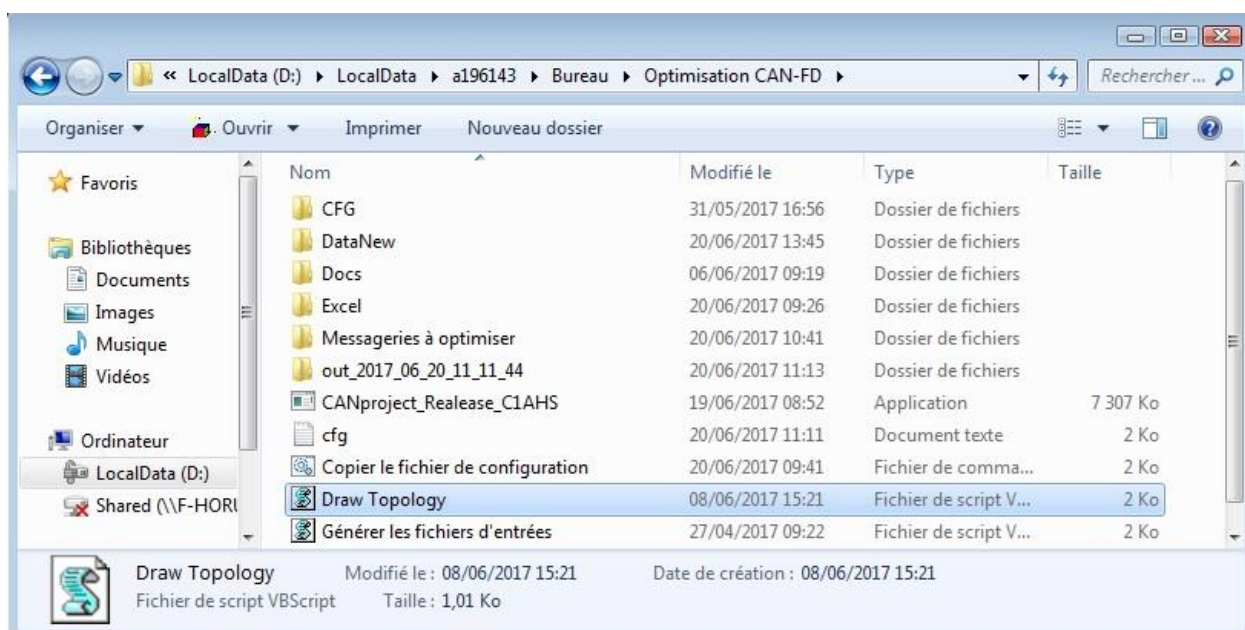 « LocalData (D:) ▸ LocalData ▸ a196143 ▸ Bureau ▸ Optimisation CAN-FD ▸ Rechercher ...
Organiser Ouvrir Imprimer Nouveau dossier
Favoris
Bibliothèques
Documents
Images
Musique
Vidéos
Ordinateur
LocalData (D:)
Shared (\\F-HORU
Nom Modifié le Type Taille
CFG 31/05/2017 16:56 Dossier de fichiers
DataNew 20/06/2017 13:45 Dossier de fichiers
Docs 06/06/2017 09:19 Dossier de fichiers
Excel 20/06/2017 09:26 Dossier de fichiers
Messageries à optimiser 20/06/2017 10:41 Dossier de fichiers
out_2017_06_20_11_11_44 20/06/2017 11:13 Dossier de fichiers
CANproject_Realease_C1AHS 19/06/2017 08:52 Application 7 307 Ko
cfg 20/06/2017 11:11 Document texte 2 Ko
Copier le fichier de configuration 20/06/2017 09:41 Fichier de comma... 2 Ko
Draw Topology 08/06/2017 15:21 Fichier de script V... 2 Ko
Générer les fichiers d'entrées 27/04/2017 09:22 Fichier de script V... 2 Ko
Draw Topology Modifié le : 08/06/2017 15:21 Date de création : 08/06/2017 15:21
Fichier de script VBScript Taille : 1,01 Ko